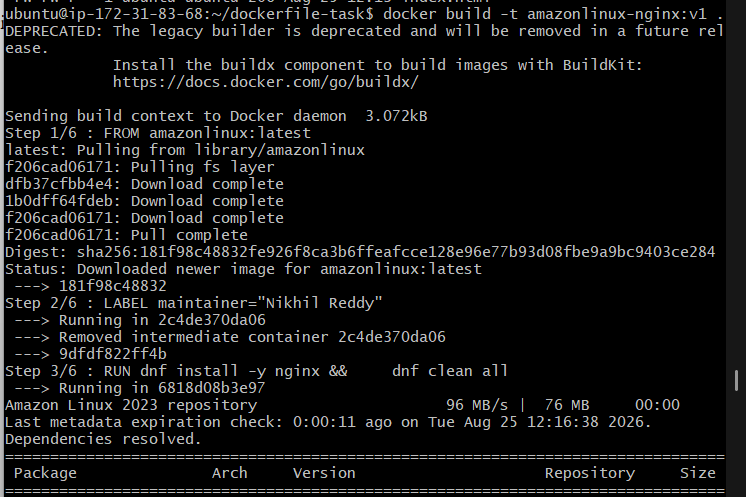 ubuntu@ip-172-31-83-68:~/dockerfile-task$ docker build -t amazonlinux-nginx:v1 .
DEPRECATED: The legacy builder is deprecated and will be removed in a future rel
ease.
            Install the buildx component to build images with BuildKit:
            https://docs.docker.com/go/buildx/

Sending build context to Docker daemon  3.072kB
Step 1/6 : FROM amazonlinux:latest
latest: Pulling from library/amazonlinux
f206cad06171: Pulling fs layer
dfb37cfbb4e4: Download complete
1b0dff64fdeb: Download complete
f206cad06171: Download complete
f206cad06171: Pull complete
Digest: sha256:181f98c48832fe926f8ca3b6ffeafcce128e96e77b93d08fbe9a9bc9403ce284
Status: Downloaded newer image for amazonlinux:latest
 ---> 181f98c48832
Step 2/6 : LABEL maintainer="Nikhil Reddy"
 ---> Running in 2c4de370da06
 ---> Removed intermediate container 2c4de370da06
 ---> 9dfdf822ff4b
Step 3/6 : RUN dnf install -y nginx &&     dnf clean all
 ---> Running in 6818d08b3e97
Amazon Linux 2023 repository                     96 MB/s |  76 MB     00:00
Last metadata expiration check: 0:00:11 ago on Tue Aug 25 12:16:38 2026.
Dependencies resolved.
================================================================================
 Package               Arch     Version                     Repository     Size
================================================================================